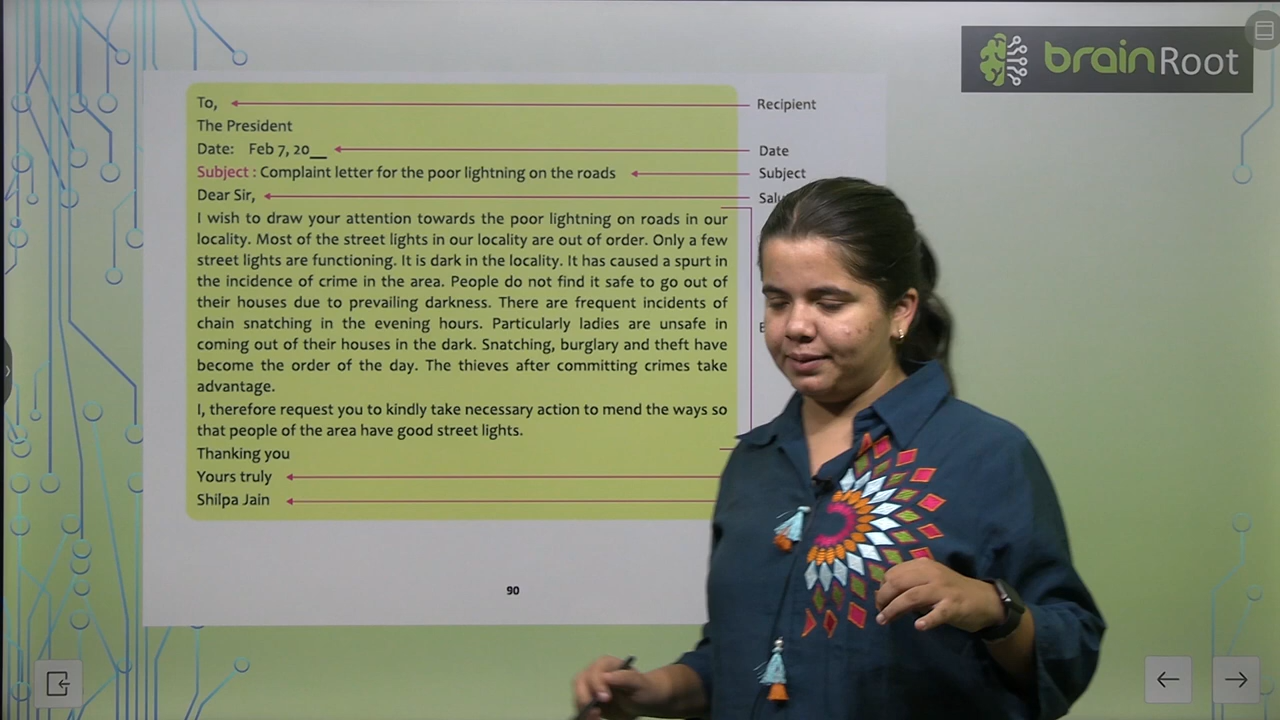 brainRoot
To,
Recipient
The President
Date: Feb 7, 20__
Date
Subject : Complaint letter for the poor lightning on the roads
Subject
Dear Sir,
I wish to draw your attention towards the poor lightning on roads in our
locality. Most of the street lights in our locality are out of order. Only a few
street lights are functioning. It is dark in the locality. It has caused a spurt in
the incidence of crime in the area. People do not find it safe to go out of
their houses due to prevailing darkness. There are frequent incidents of
chain snatching in the evening hours. Particularly ladies are unsafe in
coming out of their houses in the dark. Snatching, burglary and theft have
become the order of the day. The thieves after committing crimes take
advantage.
I, therefore request you to kindly take necessary action to mend the ways so
that people of the area have good street lights.
Thanking you
Yours truly
Shilpa Jain
90